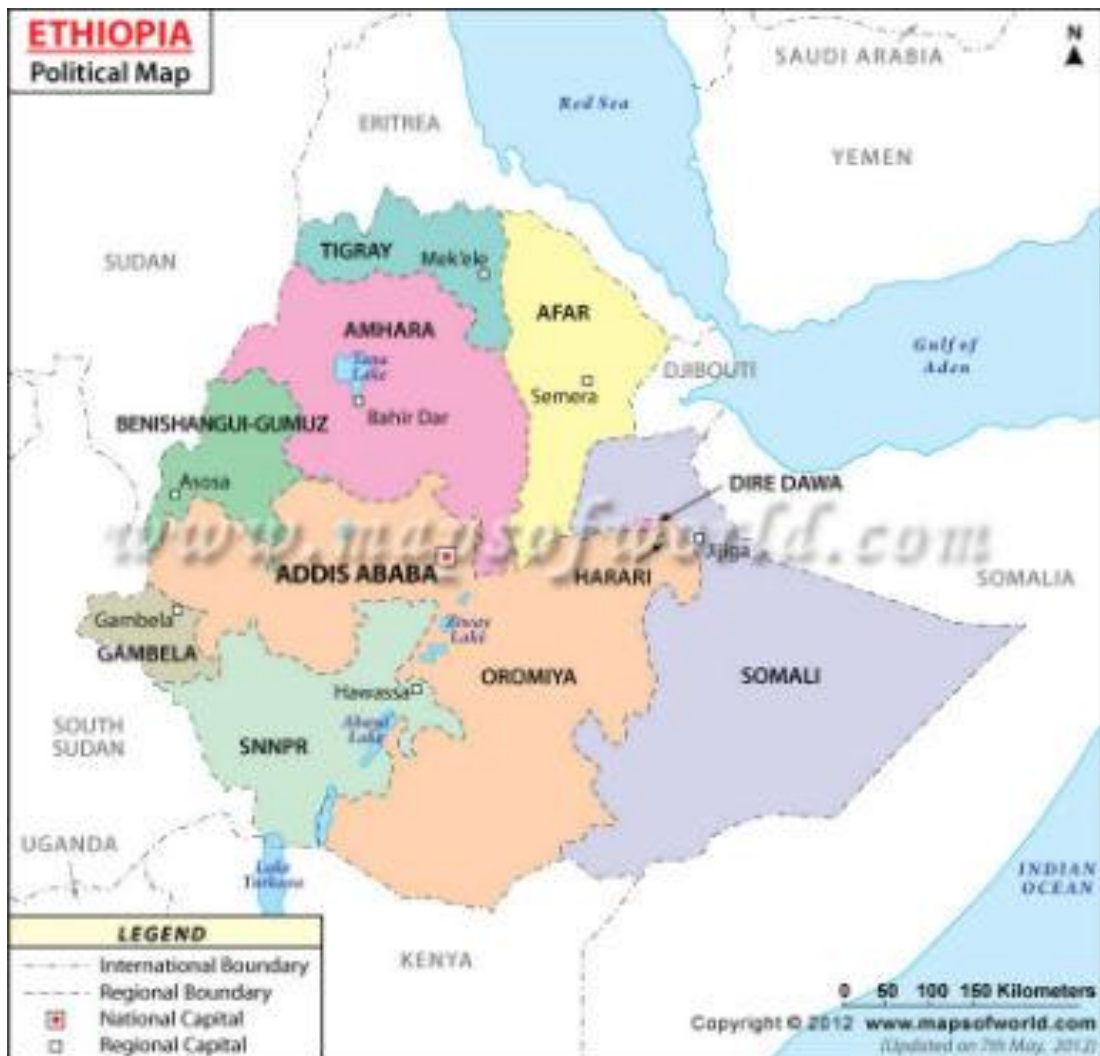 ETHIOPIA
Political Map
N
SAUDI ARABIA
Red Sea
ERITREA
YEMEN
SUDAN
TIGRAY
Mek'ele
AFAR
AMHARA
Tana
Lake
Gulf of
Aden
DJIBOUTI
Semera
Bahir Dar
BENISHANGUI-GUMUZ
Asosa
DIRE DAWA
www.mapsofworld.com
Jijiga
ADDIS ABABA
HARARI
SOMALIA
Gambela
GAMBELA
Ziway
Lake
OROMIYA
SOMALI
Hawassa
Abaya
Lake
SOUTH
SUDAN
SNNPR
UGANDA
Lake
Turkana
INDIAN
OCEAN
KENYA
LEGEND
International Boundary
Regional Boundary
National Capital
Regional Capital
0 50 100 150 Kilometers
Copyright © 2012 www.mapsofworld.com
(Updated on 7th May, 2012)